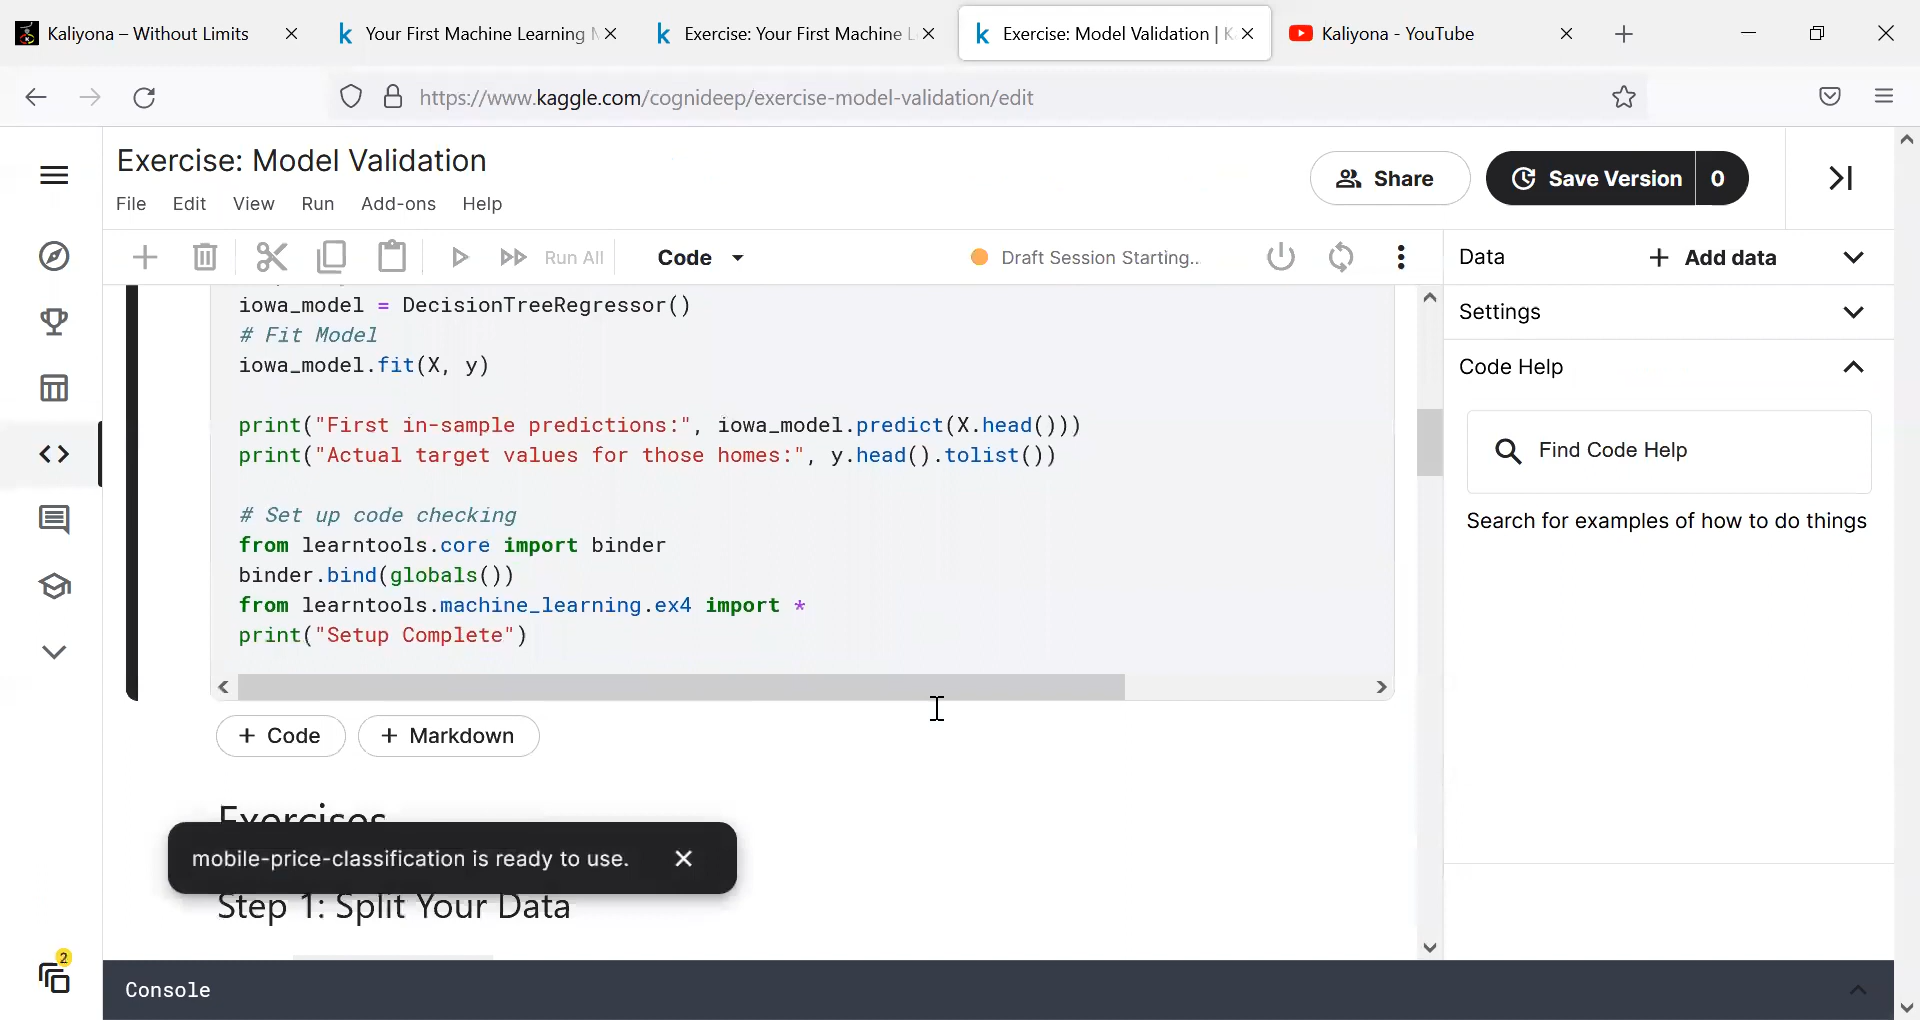 Kaliyona – Without Limits
Your First Machine Learning
Exercise: Your First Machine L
Exercise: Model Validation | K
Kaliyona - YouTube
https://www.kaggle.com/cognideep/exercise-model-validation/edit
Exercise: Model Validation
Share
Save Version 0
File Edit View Run Add-ons Help
Run All
Code
Draft Session Starting..
Data
+ Add data
iowa_model = DecisionTreeRegressor()
# Fit Model
iowa_model.fit(X, y)
print("First in-sample predictions:", iowa_model.predict(X.head()))
print("Actual target values for those homes:", y.head().tolist())
# Set up code checking
from learntools.core import binder
binder.bind(globals())
from learntools.machine_learning.ex4 import *
print("Setup Complete")
+ Code
+ Markdown
Exercises
mobile-price-classification is ready to use.
Step 1: Split Your Data
Settings
Code Help
Find Code Help
Search for examples of how to do things
2
Console